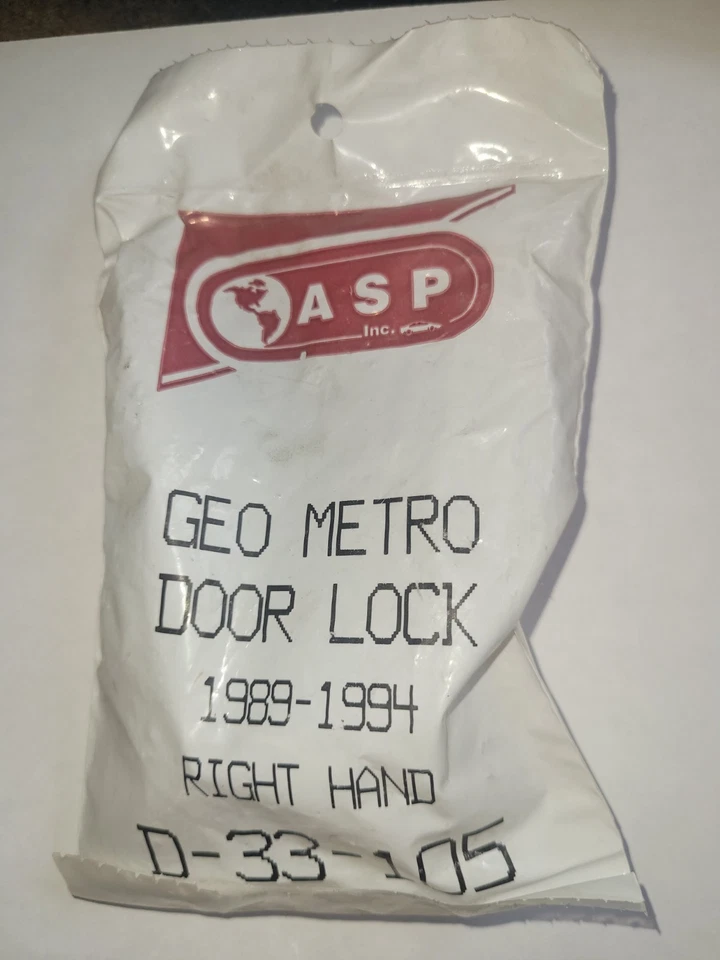 ASP
Inc.
GEO METRO
DOOR LOCK
1989-1994
RIGHT HAND
D-33-105